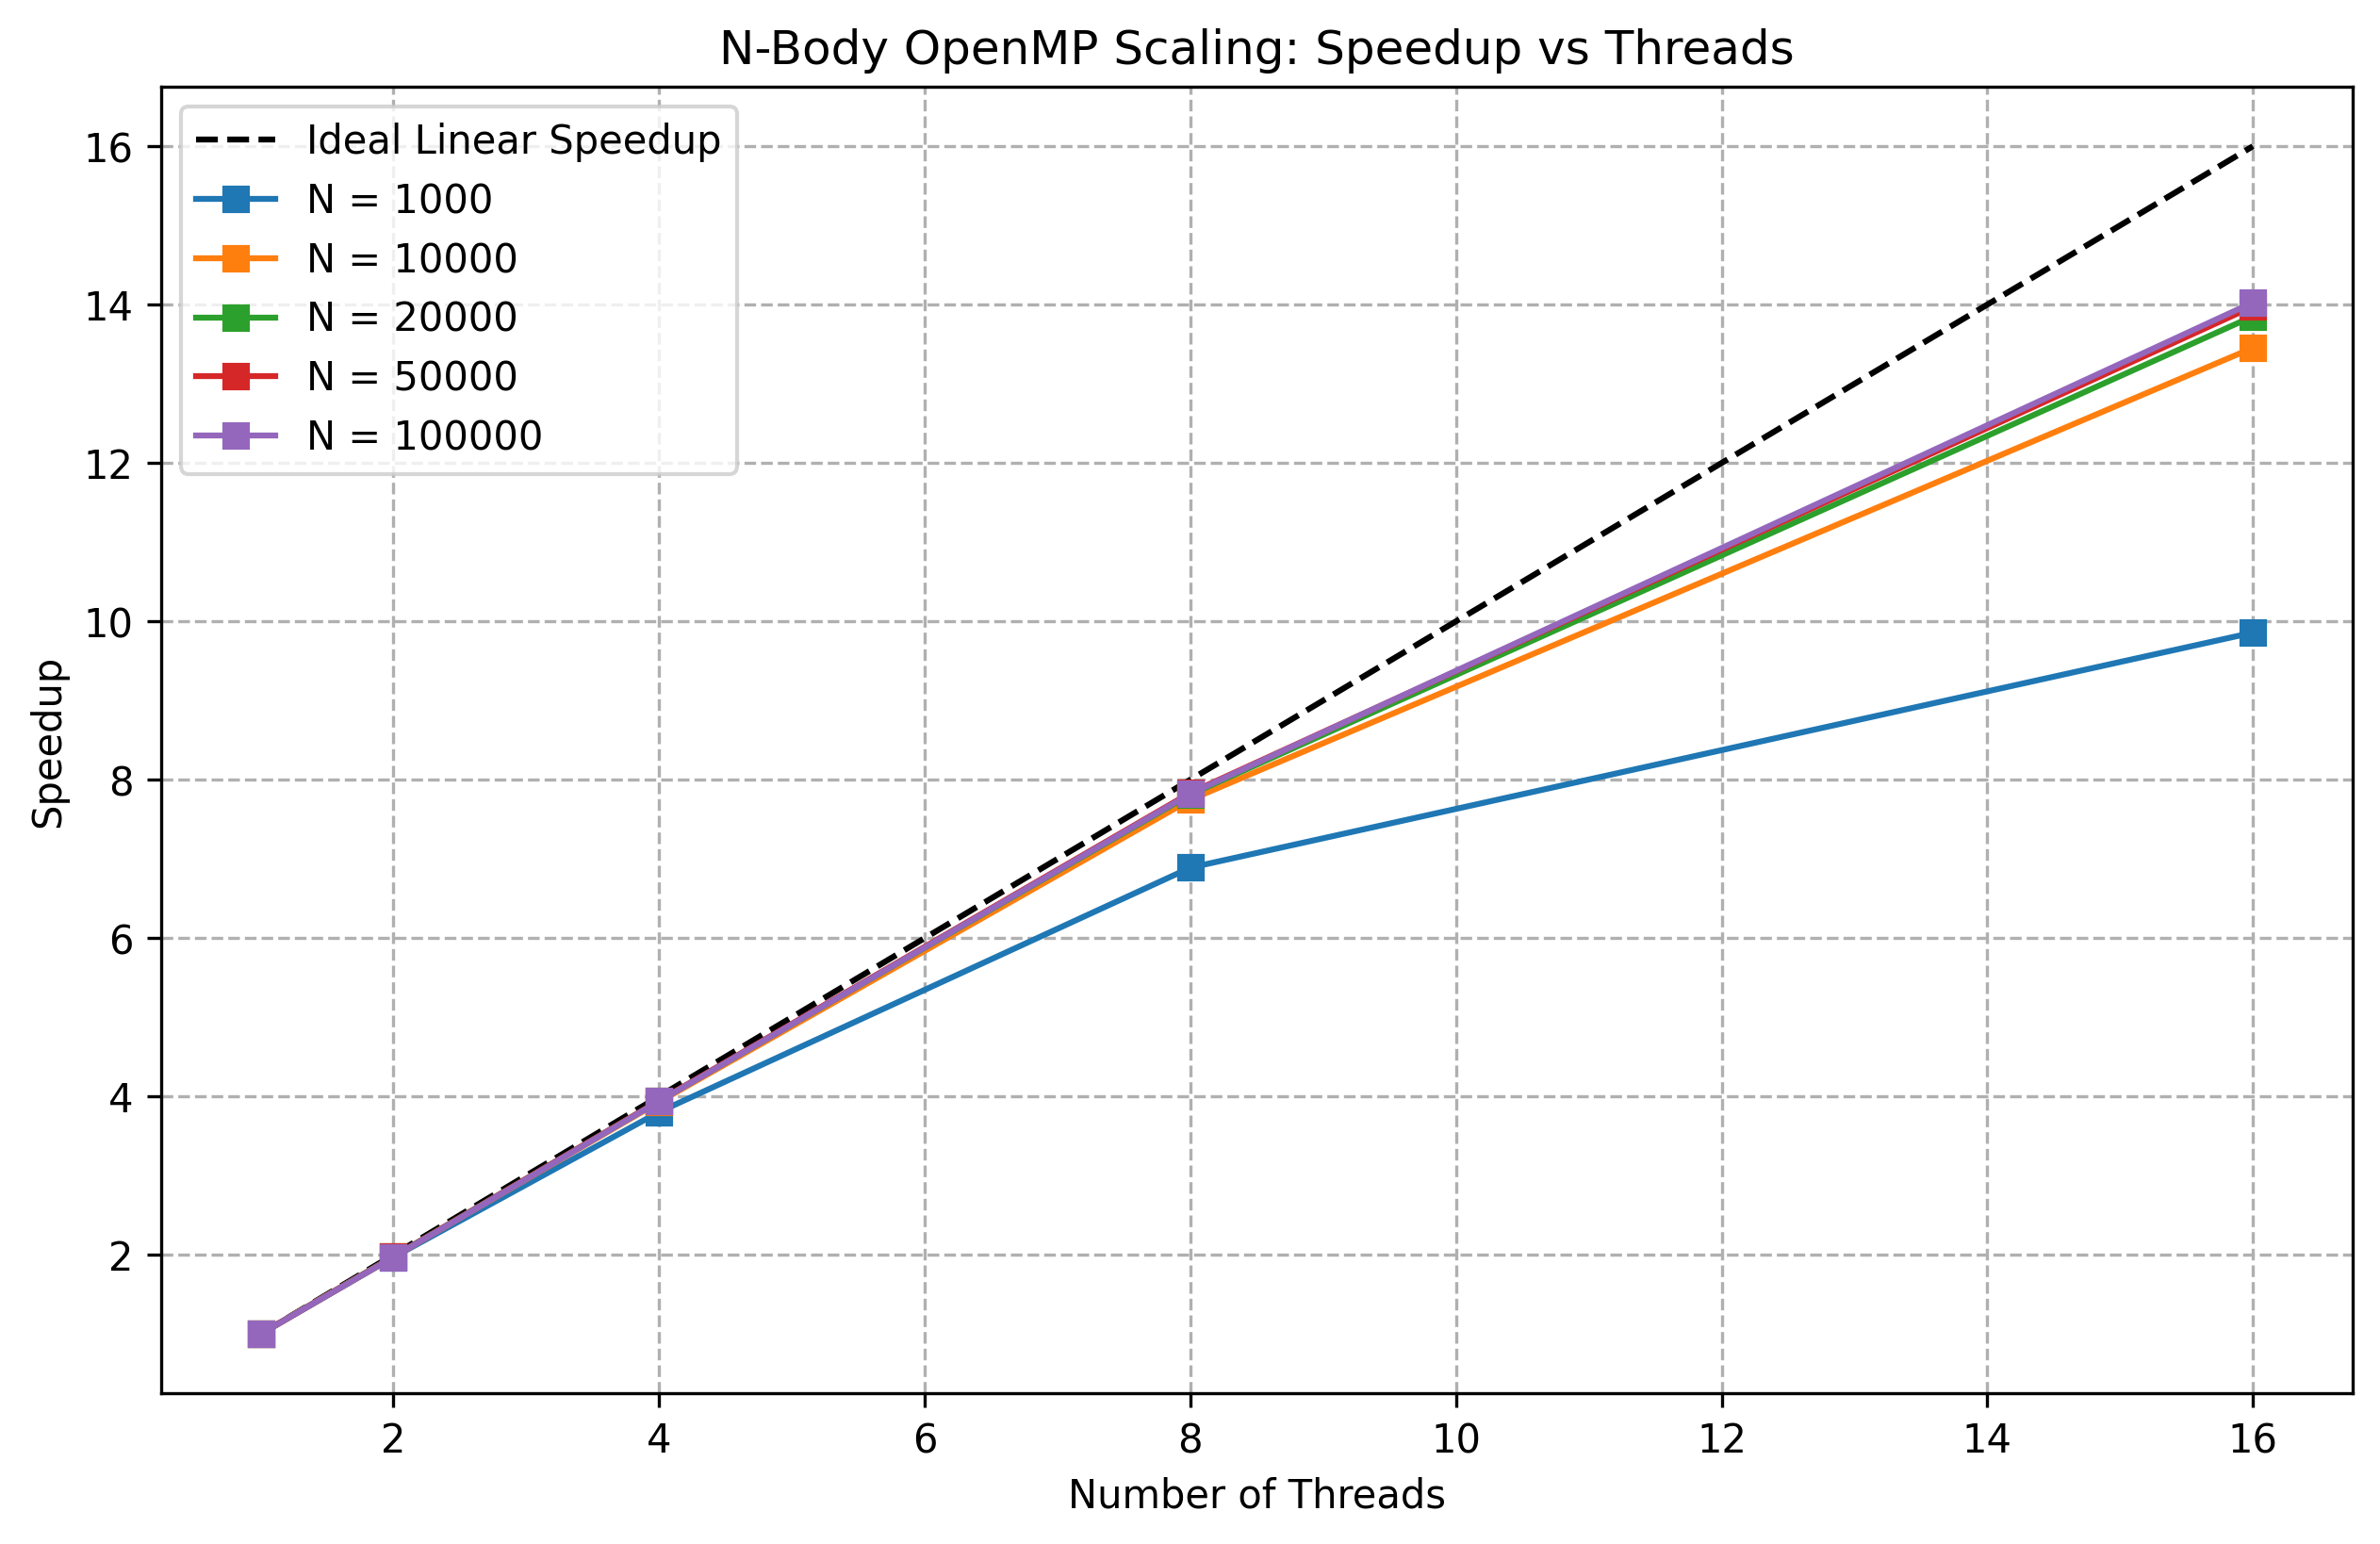 N-Body OpenMP Scaling: Speedup vs Threads
Ideal Linear Speedup
N = 1000
N = 10000
N = 20000
N = 50000
N = 100000
16
14
12
10
8
6
4
2
Speedup
2 4 6 8 10 12 14 16
Number of Threads